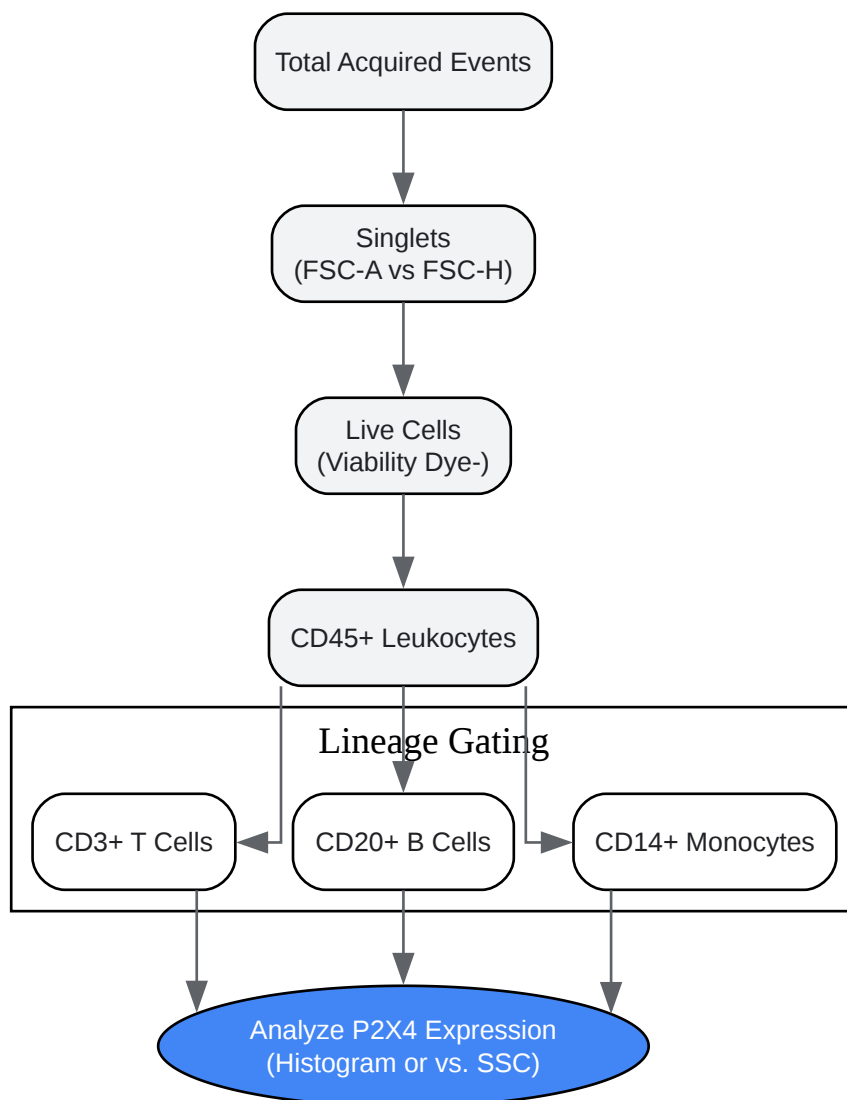 Total Acquired Events
Singlets
(FSC-A vs FSC-H)
Live Cells
(Viability Dye-)
CD45+ Leukocytes
Lineage Gating
CD3+ T Cells
CD20+ B Cells
CD14+ Monocytes
Analyze P2X4 Expression
(Histogram or vs. SSC)